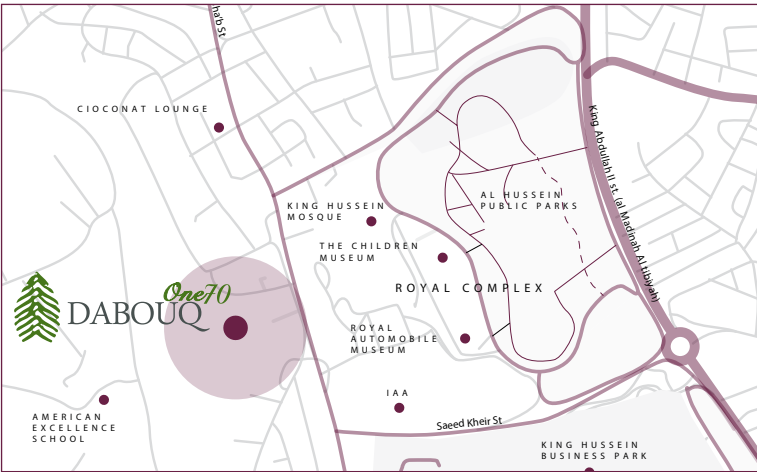 ha'b St
CIOCONAT LOUNGE
King Abdullah II st. (al Madinah Al tibiyah)
KING HUSSEIN
MOSQUE
AL HUSSEIN
PUBLIC PARKS
THE CHILDREN
MUSEUM
ROYAL COMPLEX
One70
DABOUQ
ROYAL
AUTOMOBILE
MUSEUM
IAA
AMERICAN
EXCELLENCE
SCHOOL
Saeed Kheir St
KING HUSSEIN
BUSINESS PARK